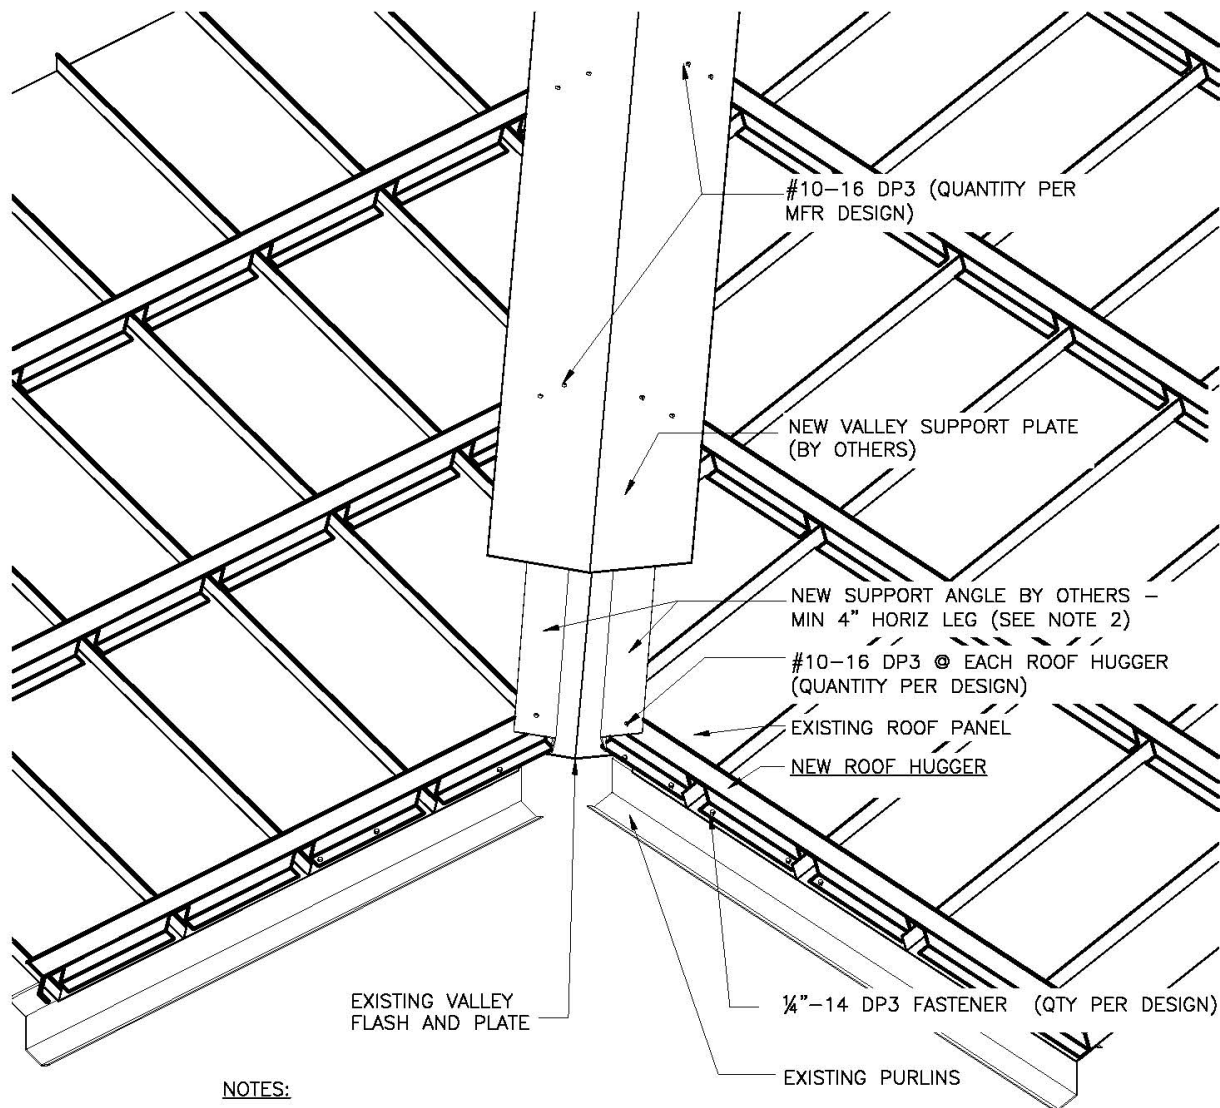 #10-16 DP3 (QUANTITY PER
MFR DESIGN)
NEW VALLEY SUPPORT PLATE
(BY OTHERS)
NEW SUPPORT ANGLE BY OTHERS -
MIN 4" HORIZ LEG (SEE NOTE 2)
#10-16 DP3 @ EACH ROOF HUGGER
(QUANTITY PER DESIGN)
EXISTING ROOF PANEL
NEW ROOF HUGGER
EXISTING VALLEY
FLASH AND PLATE
¼"-14 DP3 FASTENER (QTY PER DESIGN)
EXISTING PURLINS
NOTES: